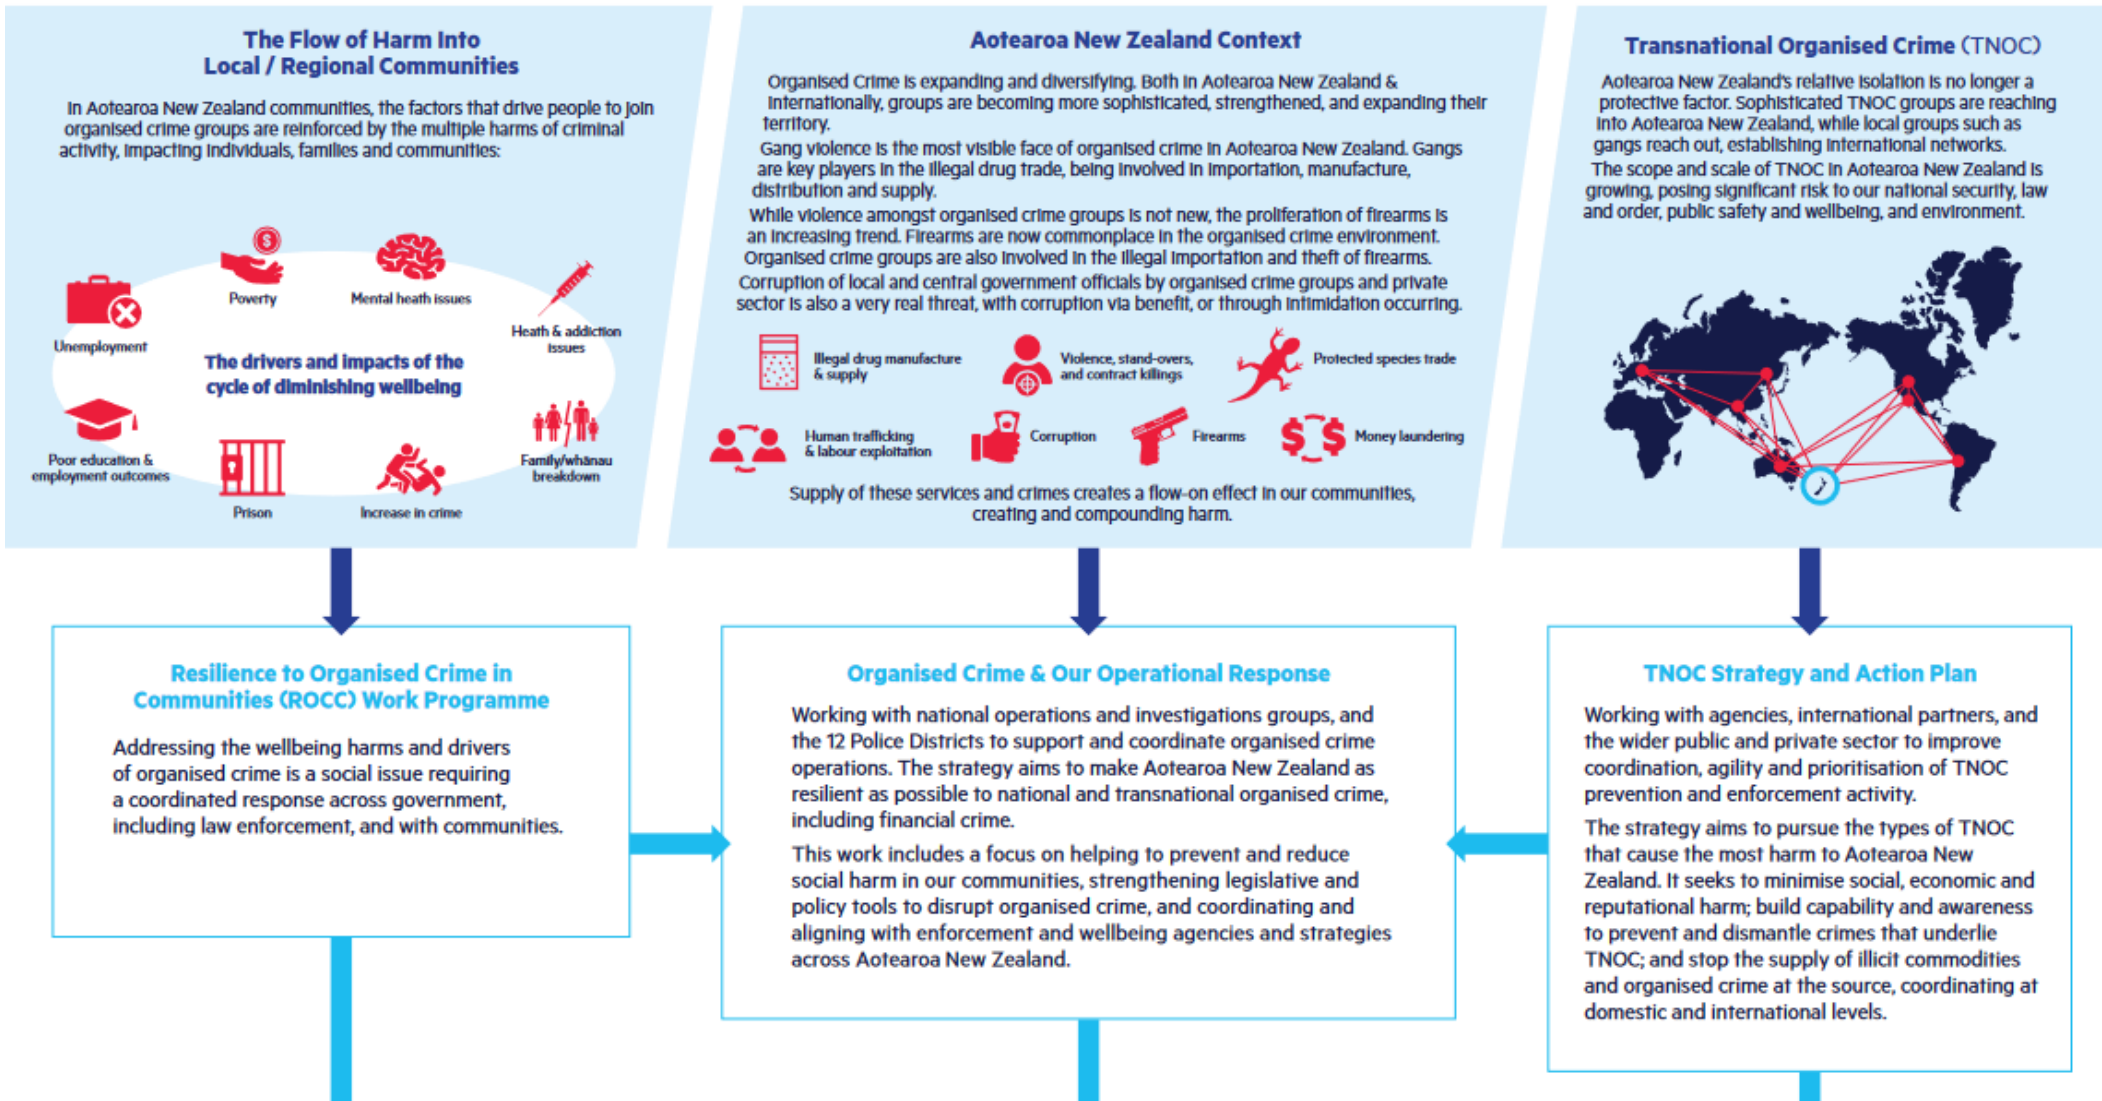 The Flow of Harm Into
Local / Regional Communities
In Aotearoa New Zealand communities, the factors that drive people to join
organised crime groups are reinforced by the multiple harms of criminal
activity, impacting individuals, families and communities:
Poverty
Mental heath issues
Heath & addiction
issues
Unemployment
The drivers and impacts of the
cycle of diminishing wellbeing
Poor education &
employment outcomes
Prison
Increase in crime
Family/whānau
breakdown
Aotearoa New Zealand Context
Organised Crime is expanding and diversifying. Both in Aotearoa New Zealand &
internationally, groups are becoming more sophisticated, strengthened, and expanding their
territory.
Gang violence is the most visible face of organised crime in Aotearoa New Zealand. Gangs
are key players in the illegal drug trade, being involved in importation, manufacture,
distribution and supply.
While violence amongst organised crime groups is not new, the proliferation of firearms is
an increasing trend. Firearms are now commonplace in the organised crime environment.
Organised crime groups are also involved in the illegal importation and theft of firearms.
Corruption of local and central government officials by organised crime groups and private
sector is also a very real threat, with corruption via benefit, or through intimidation occurring.
Illegal drug manufacture
& supply
Violence, stand-overs,
and contract killings
Protected species trade
Human trafficking
& labour exploitation
Corruption
Firearms
$ $
Money laundering
Supply of these services and crimes creates a flow-on effect in our communities,
creating and compounding harm.
Transnational Organised Crime (TNOC)
Aotearoa New Zealand's relative isolation is no longer a
protective factor. Sophisticated TNOC groups are reaching
into Aotearoa New Zealand, while local groups such as
gangs reach out, establishing international networks.
The scope and scale of TNOC in Aotearoa New Zealand is
growing, posing significant risk to our national security, law
and order, public safety and wellbeing, and environment.
Resilience to Organised Crime in
Communities (ROCC) Work Programme
Addressing the wellbeing harms and drivers
of organised crime is a social issue requiring
a coordinated response across government,
including law enforcement, and with communities.
Organised Crime & Our Operational Response
Working with national operations and investigations groups, and
the 12 Police Districts to support and coordinate organised crime
operations. The strategy aims to make Aotearoa New Zealand as
resilient as possible to national and transnational organised crime,
including financial crime.
This work includes a focus on helping to prevent and reduce
social harm in our communities, strengthening legislative and
policy tools to disrupt organised crime, and coordinating and
aligning with enforcement and wellbeing agencies and strategies
across Aotearoa New Zealand.
TNOC Strategy and Action Plan
Working with agencies, international partners, and
the wider public and private sector to improve
coordination, agility and prioritisation of TNOC
prevention and enforcement activity.
The strategy aims to pursue the types of TNOC
that cause the most harm to Aotearoa New
Zealand. It seeks to minimise social, economic and
reputational harm; build capability and awareness
to prevent and dismantle crimes that underlie
TNOC; and stop the supply of illicit commodities
and organised crime at the source, coordinating at
domestic and international levels.